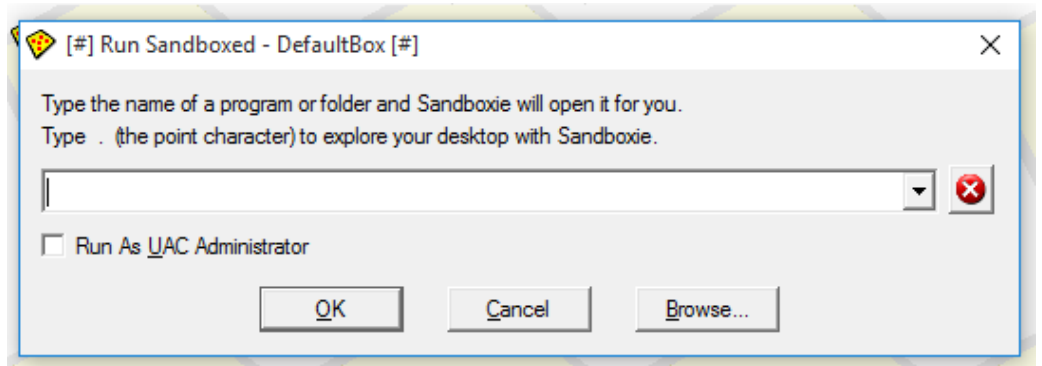 [#] Run Sandboxed - DefaultBox [#]
Type the name of a program or folder and Sandboxie will open it for you.
Type . (the point character) to explore your desktop with Sandboxie.
Run As UAC Administrator
OK Cancel Browse...